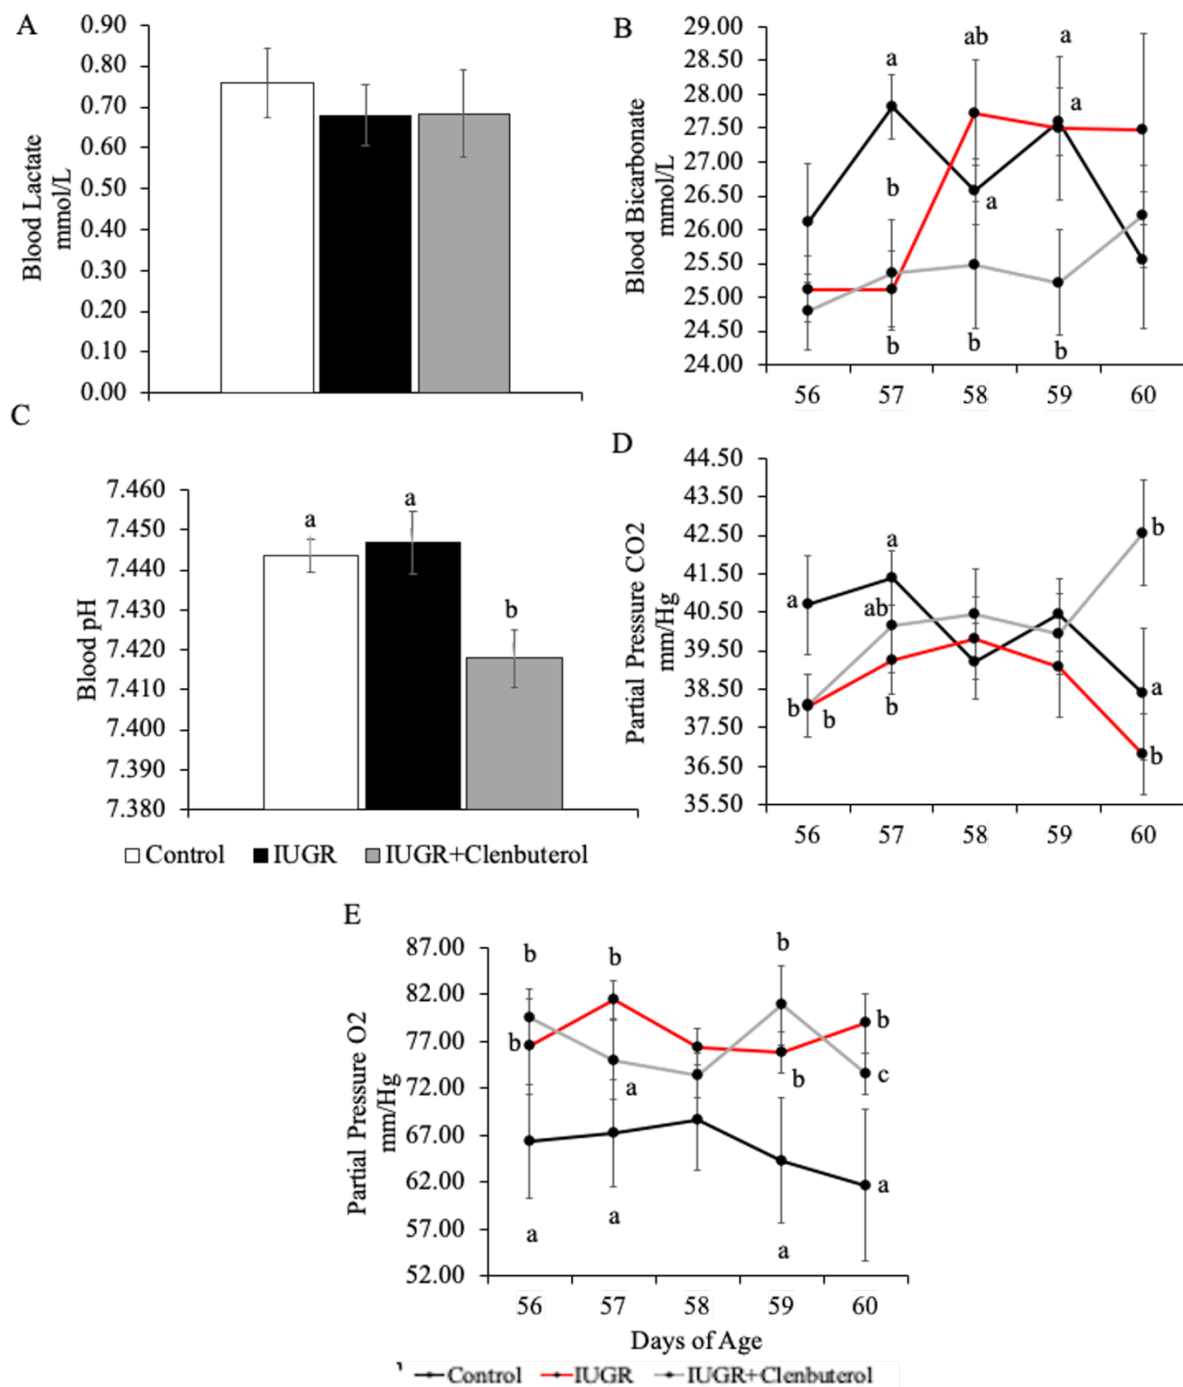 A
0.90
0.80
0.70
0.60
0.50
0.40
0.30
0.20
0.10
0.00
Blood Lactate
mmol/L
B
29.00
28.50
28.00
27.50
27.00
26.50
26.00
25.50
25.00
24.50
24.00
Blood Bicarbonate
mmol/L
a
ab
a
a
b
a
b
b
b
56 57 58 59 60
C
7.460
7.450
7.440
7.430
7.420
7.410
7.400
7.390
7.380
Blood pH
a
a
b
Control IUGR IUGR+Clenbuterol
D
44.50
43.50
42.50
41.50
40.50
39.50
38.50
37.50
36.50
35.50
Partial Pressure CO2
mm/Hg
a
b
a
ab
a
b
b
b
b
56 57 58 59 60
E
87.00
82.00
77.00
72.00
67.00
62.00
57.00
52.00
Partial Pressure O2
mm/Hg
b
b
b
b
b
a
b
c
a
a
a
a
56 57 58 59 60
Days of Age
Control IUGR IUGR+Clenbuterol